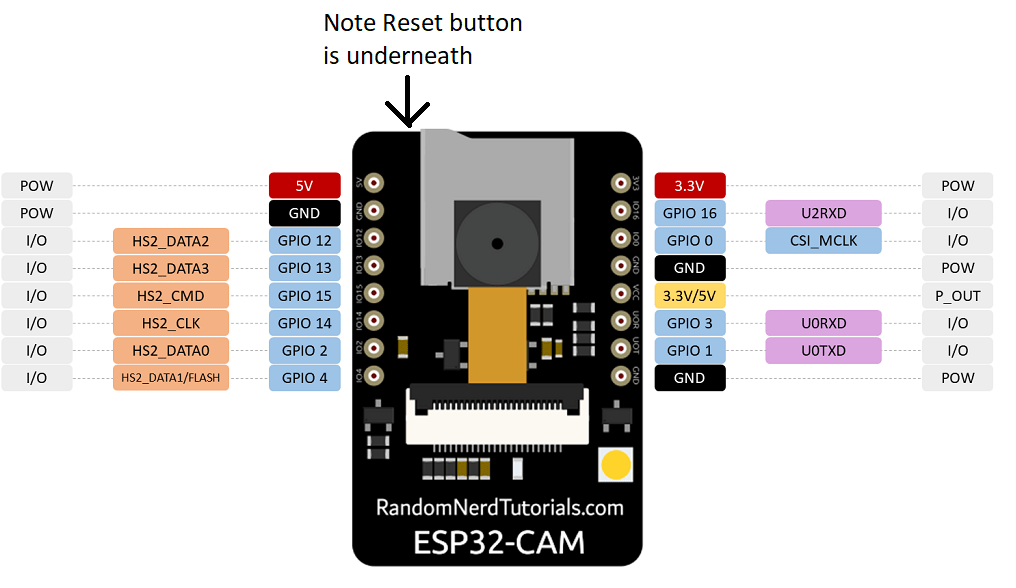 Note Reset button
is underneath
POW 5V 5V 3V3 3.3V POW
POW GND GND IO16 GPIO 16 U2RXD I/O
I/O HS2_DATA2 GPIO 12 IO12 IO0 GPIO 0 CSI_MCLK I/O
I/O HS2_DATA3 GPIO 13 IO13 GND GND POW
I/O HS2_CMD GPIO 15 IO15 VCC 3.3V/5V P_OUT
I/O HS2_CLK GPIO 14 IO14 UOR GPIO 3 U0RXD I/O
I/O HS2_DATA0 GPIO 2 IO2 UOT GPIO 1 U0TXD I/O
I/O HS2_DATA1/FLASH GPIO 4 IO4 GND GND POW
RandomNerdTutorials.com
ESP32-CAM